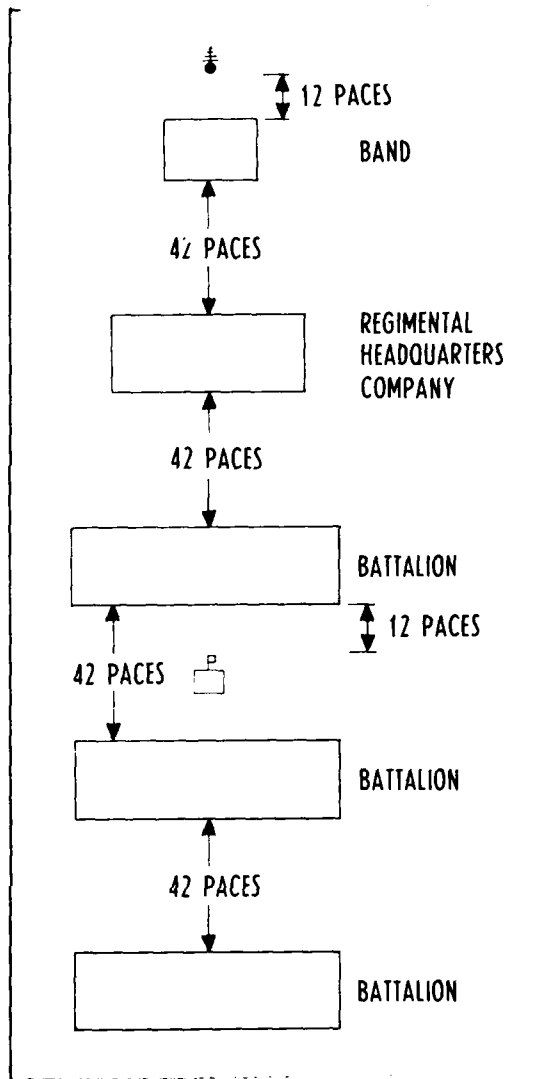 12 PACES
BAND
42 PACES
REGIMENTAL
HEADQUARTERS
COMPANY
42 PACES
BATTALION
12 PACES
42 PACES
BATTALION
42 PACES
BATTALION